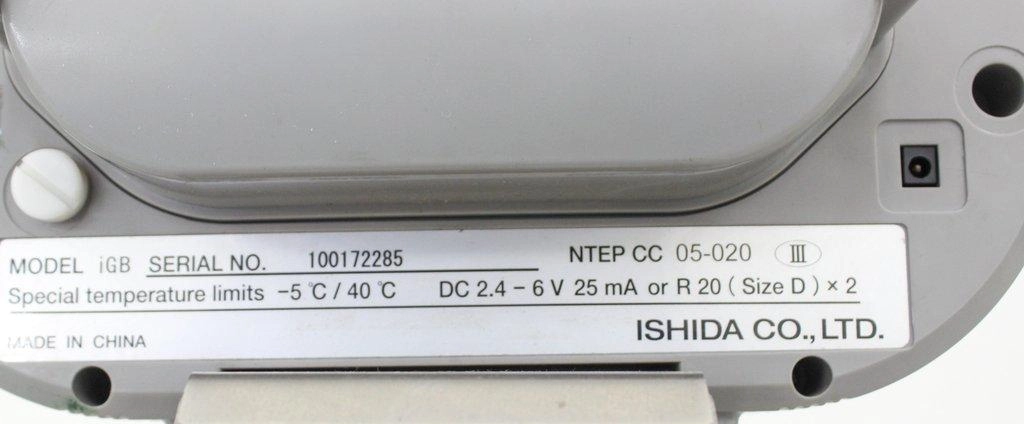 MODEL iGB SERIAL NO. 100172285 NTEP CC 05-020 III
Special temperature limits -5 ℃ / 40 ℃ DC 2.4 – 6 V 25 mA or R 20 ( Size D ) × 2
MADE IN CHINA ISHIDA CO., LTD.